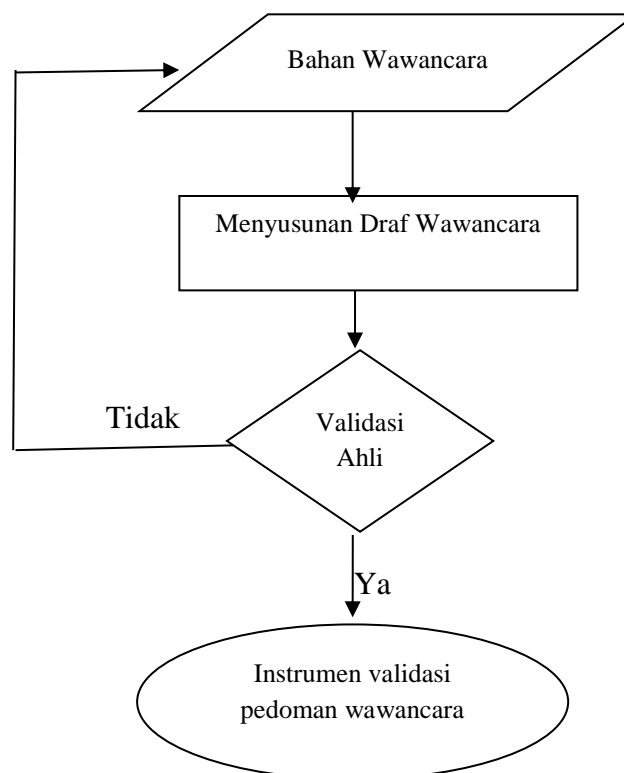 Bahan Wawancara
Menyusunan Draf Wawancara
Tidak
Validasi
Ahli
Ya
Instrumen validasi
pedoman wawancara